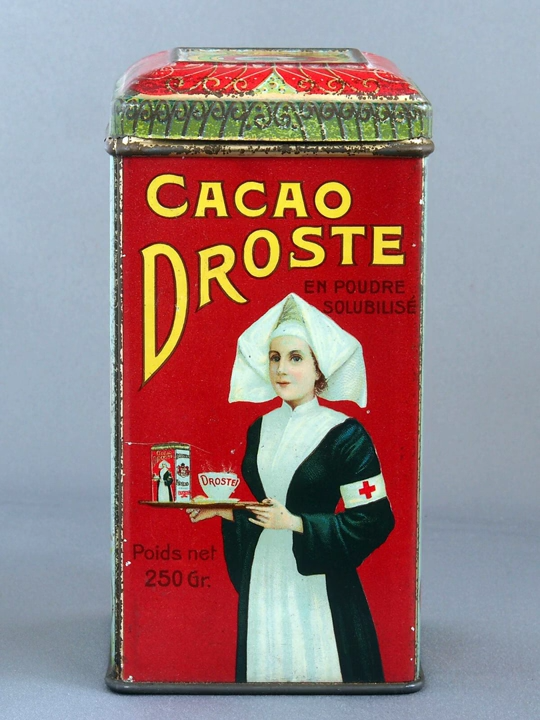 CACAO
DROSTE
EN POUDRE
SOLUBILISÉ
DROSTE
Poids net
250 Gr.